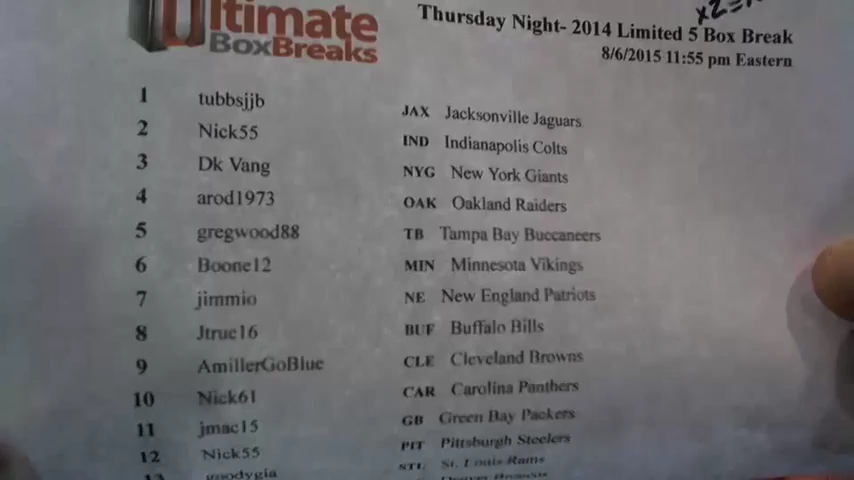 Ultimate
BoxBreaks
Thursday Night- 2014 Limited 5 Box Break
8/6/2015 11:55 pm Eastern
1 tubbsjjb JAX Jacksonville Jaguars
2 Nick55 IND Indianapolis Colts
3 Dk Vang NYG New York Giants
4 arod1973 OAK Oakland Raiders
5 gregwood88 TB Tampa Bay Buccaneers
6 Boone12 MIN Minnesota Vikings
7 jimmio NE New England Patriots
8 Jtrue16 BUF Buffalo Bills
9 AmillerGoBlue CLE Cleveland Browns
10 Nick61 CAR Carolina Panthers
11 jmac15 GB Green Bay Packers
12 Nick55 PIT Pittsburgh Steelers
13 STL St. Louis Rams